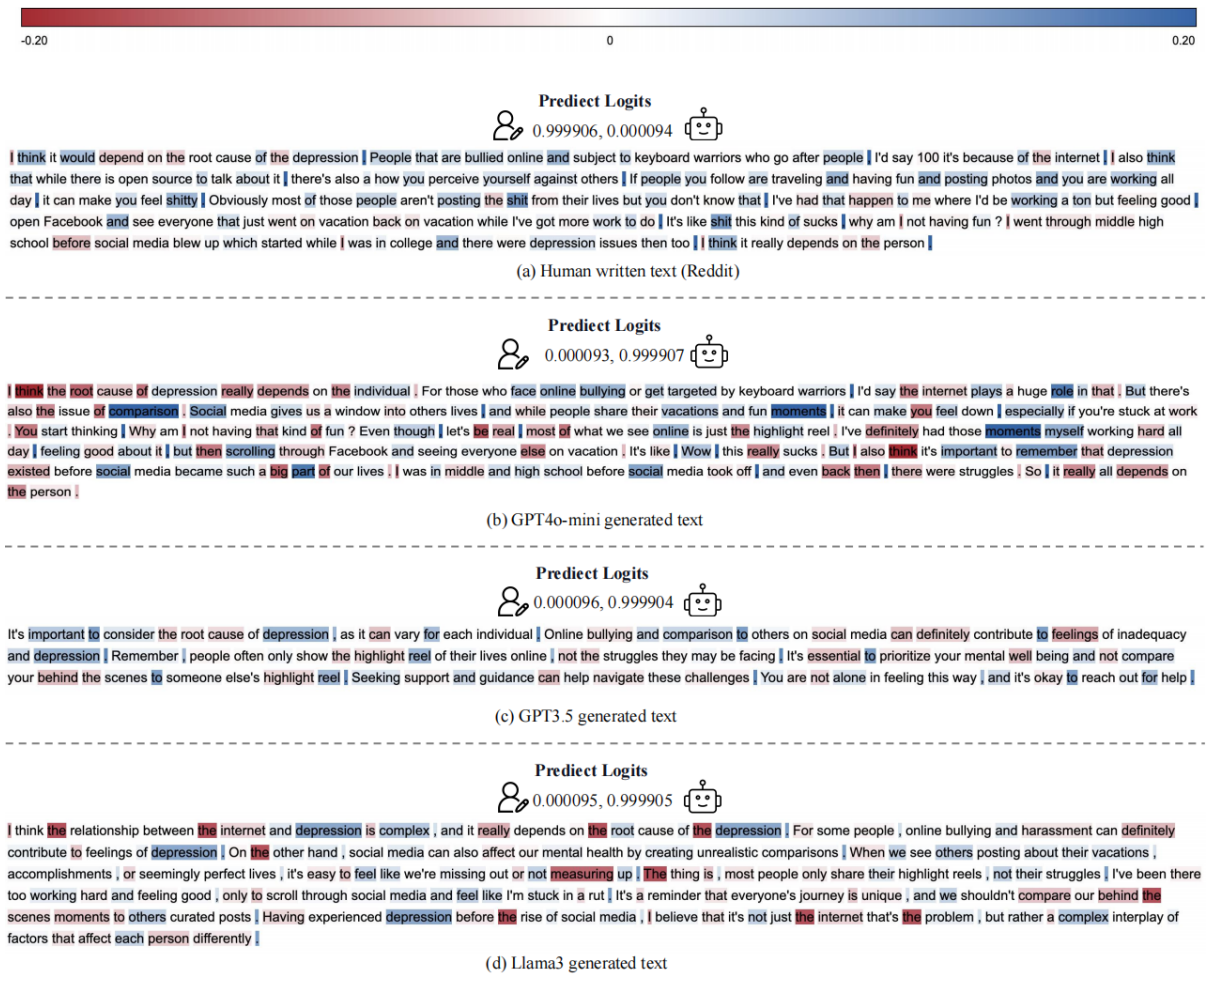 -0.20 0 0.20
Prediect Logits
0.999906, 0.000094
I think it would depend on the root cause of the depression . People that are bullied online and subject to keyboard warriors who go after people . I'd say 100 it's because of the internet . I also think
that while there is open source to talk about it , there's also a how you perceive yourself against others . If people you follow are traveling and having fun and posting photos and you are working all
day , it can make you feel shitty . Obviously most of those people aren't posting the shit from their lives but you don't know that . I've had that happen to me where I'd be working a ton but feeling good ,
open Facebook and see everyone that just went on vacation back on vacation while I've got more work to do . It's like shit this kind of sucks , why am I not having fun ? I went through middle high
school before social media blew up which started while I was in college and there were depression issues then too . I think it really depends on the person .
(a) Human written text (Reddit)
Prediect Logits
0.000093, 0.999907
I think the root cause of depression really depends on the individual . For those who face online bullying or get targeted by keyboard warriors , I'd say the internet plays a huge role in that . But there's
also the issue of comparison . Social media gives us a window into others lives , and while people share their vacations and fun moments , it can make you feel down , especially if you're stuck at work
. You start thinking , Why am I not having that kind of fun ? Even though , let's be real , most of what we see online is just the highlight reel . I've definitely had those moments myself working hard all
day , feeling good about it , but then scrolling through Facebook and seeing everyone else on vacation . It's like , Wow , this really sucks . But I also think it's important to remember that depression
existed before social media became such a big part of our lives . I was in middle and high school before social media took off , and even back then , there were struggles . So , it really all depends on
the person .
(b) GPT4o-mini generated text
Prediect Logits
0.000096, 0.999904
It's important to consider the root cause of depression , as it can vary for each individual . Online bullying and comparison to others on social media can definitely contribute to feelings of inadequacy
and depression . Remember , people often only show the highlight reel of their lives online , not the struggles they may be facing . It's essential to prioritize your mental well being and not compare
your behind the scenes to someone else's highlight reel . Seeking support and guidance can help navigate these challenges . You are not alone in feeling this way , and it's okay to reach out for help .
(c) GPT3.5 generated text
Prediect Logits
0.000095, 0.999905
I think the relationship between the internet and depression is complex , and it really depends on the root cause of the depression . For some people , online bullying and harassment can definitely
contribute to feelings of depression . On the other hand , social media can also affect our mental health by creating unrealistic comparisons . When we see others posting about their vacations ,
accomplishments , or seemingly perfect lives , it's easy to feel like we're missing out or not measuring up . The thing is , most people only share their highlight reels , not their struggles . I've been there
too working hard and feeling good , only to scroll through social media and feel like I'm stuck in a rut . It's a reminder that everyone's journey is unique , and we shouldn't compare our behind the
scenes moments to others curated posts . Having experienced depression before the rise of social media , I believe that it's not just the internet that's the problem , but rather a complex interplay of
factors that affect each person differently .
(d) Llama3 generated text